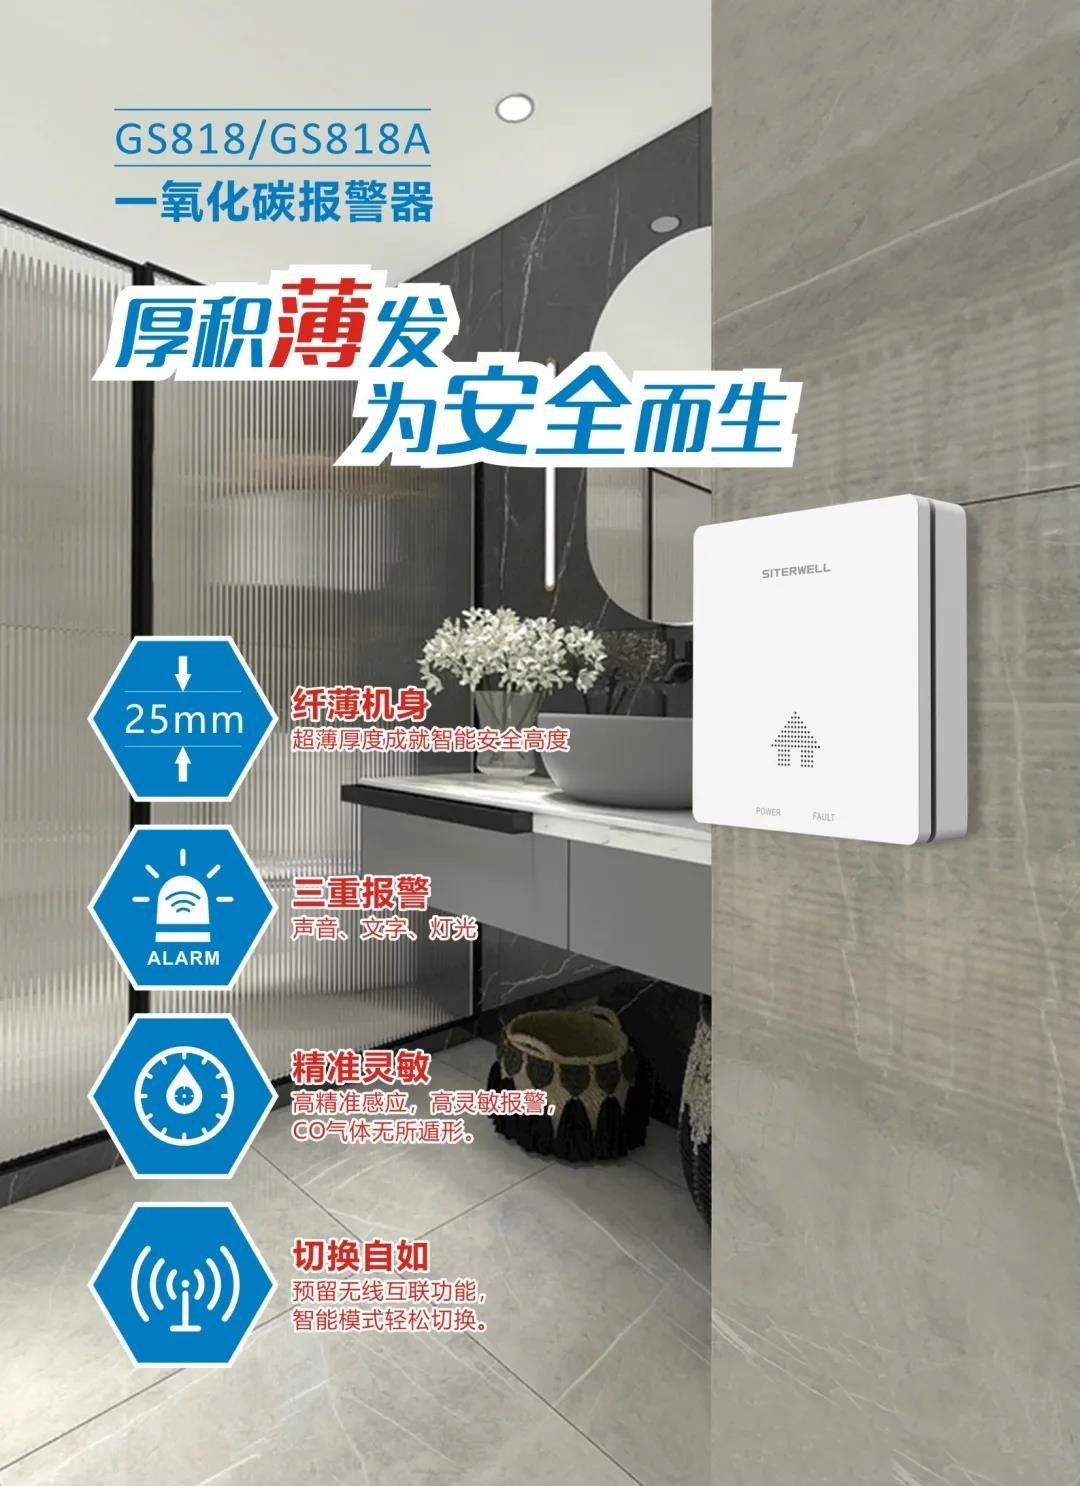 GS818/GS818A
一氧化碳报警器
厚积薄发
为安全而生
SITERWELL
POWER FAULT
25mm
纤薄机身
超薄厚度成就智能安全高度
ALARM
三重报警
声音、文字、灯光
精准灵敏
高精准感应，高灵敏报警，
CO气体无所遁形。
切换自如
预留无线互联功能，
智能模式轻松切换。